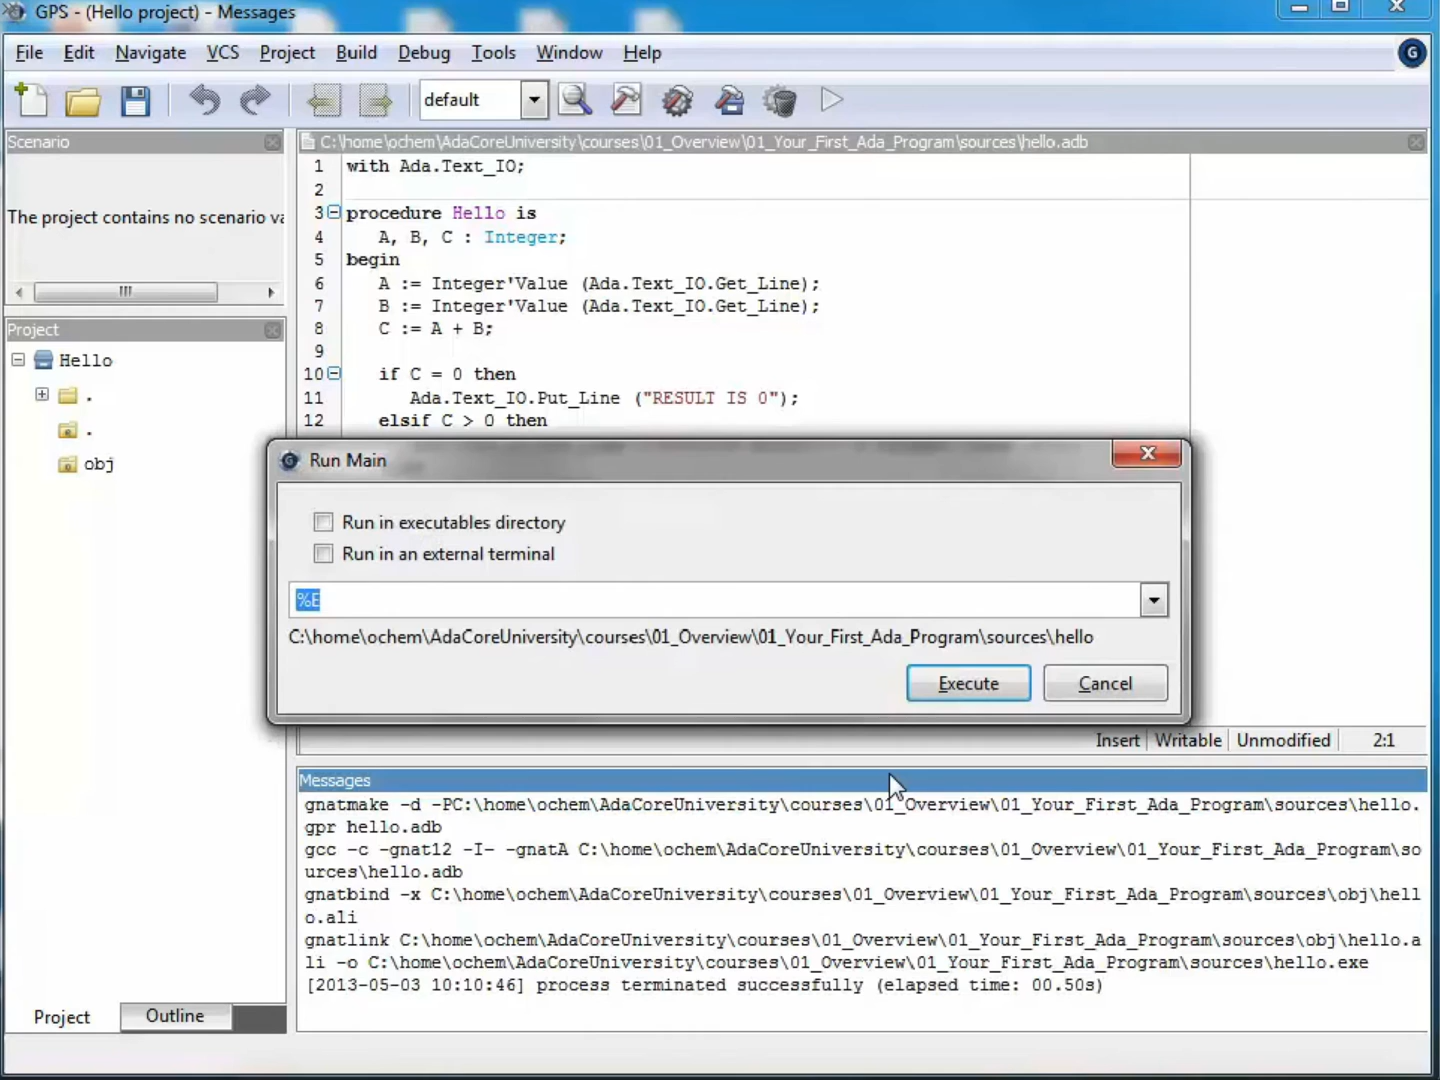 GPS - (Hello project) - Messages
File Edit Navigate VCS Project Build Debug Tools Window Help
default
Scenario
The project contains no scenario va
Project
Hello
.
.
obj
Project Outline
C:\home\ochem\AdaCoreUniversity\courses\01_Overview\01_Your_First_Ada_Program\sources\hello.adb
1 with Ada.Text_IO;
2
3 procedure Hello is
4 A, B, C : Integer;
5 begin
6 A := Integer'Value (Ada.Text_IO.Get_Line);
7 B := Integer'Value (Ada.Text_IO.Get_Line);
8 C := A + B;
9
10 if C = 0 then
11 Ada.Text_IO.Put_Line ("RESULT IS 0");
12 elsif C > 0 then
Run Main
Run in executables directory
Run in an external terminal
%E
C:\home\ochem\AdaCoreUniversity\courses\01_Overview\01_Your_First_Ada_Program\sources\hello
Execute Cancel
Insert Writable Unmodified 2:1
Messages
gnatmake -d -PC:\home\ochem\AdaCoreUniversity\courses\01_Overview\01_Your_First_Ada_Program\sources\hello.
gpr hello.adb
gcc -c -gnat12 -I- -gnatA C:\home\ochem\AdaCoreUniversity\courses\01_Overview\01_Your_First_Ada_Program\so
urces\hello.adb
gnatbind -x C:\home\ochem\AdaCoreUniversity\courses\01_Overview\01_Your_First_Ada_Program\sources\obj\hell
o.ali
gnatlink C:\home\ochem\AdaCoreUniversity\courses\01_Overview\01_Your_First_Ada_Program\sources\obj\hello.a
li -o C:\home\ochem\AdaCoreUniversity\courses\01_Overview\01_Your_First_Ada_Program\sources\hello.exe
[2013-05-03 10:10:46] process terminated successfully (elapsed time: 00.50s)